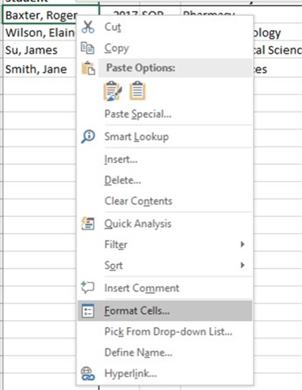 Student
Baxter, Roger 2017 SOP Pharmacy
Wilson, Elain ology
Su, James cal Scienc
Smith, Jane ces
Cut
Copy
Paste Options:
Paste Special...
Smart Lookup
Insert...
Delete...
Clear Contents
Quick Analysis
Filter
Sort
Insert Comment
Format Cells...
Pick From Drop-down List...
Define Name...
Hyperlink...